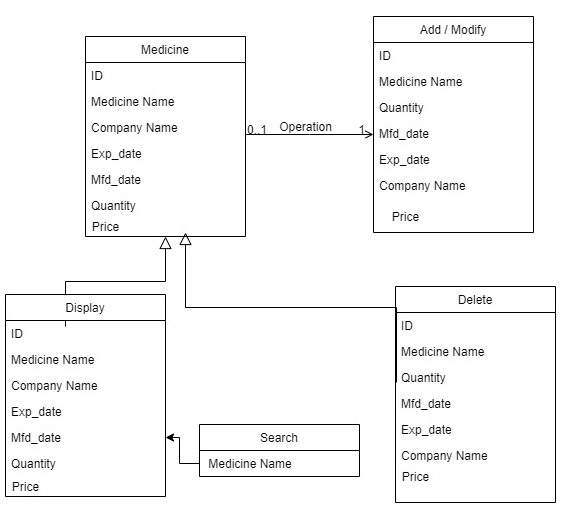 Medicine
ID
Medicine Name
Company Name
Exp_date
Mfd_date
Quantity
Price
0..1 Operation 1
Add / Modify
ID
Medicine Name
Quantity
Mfd_date
Exp_date
Company Name
Price
Display
ID
Medicine Name
Company Name
Exp_date
Mfd_date
Quantity
Price
Search
Medicine Name
Delete
ID
Medicine Name
Quantity
Mfd_date
Exp_date
Company Name
Price